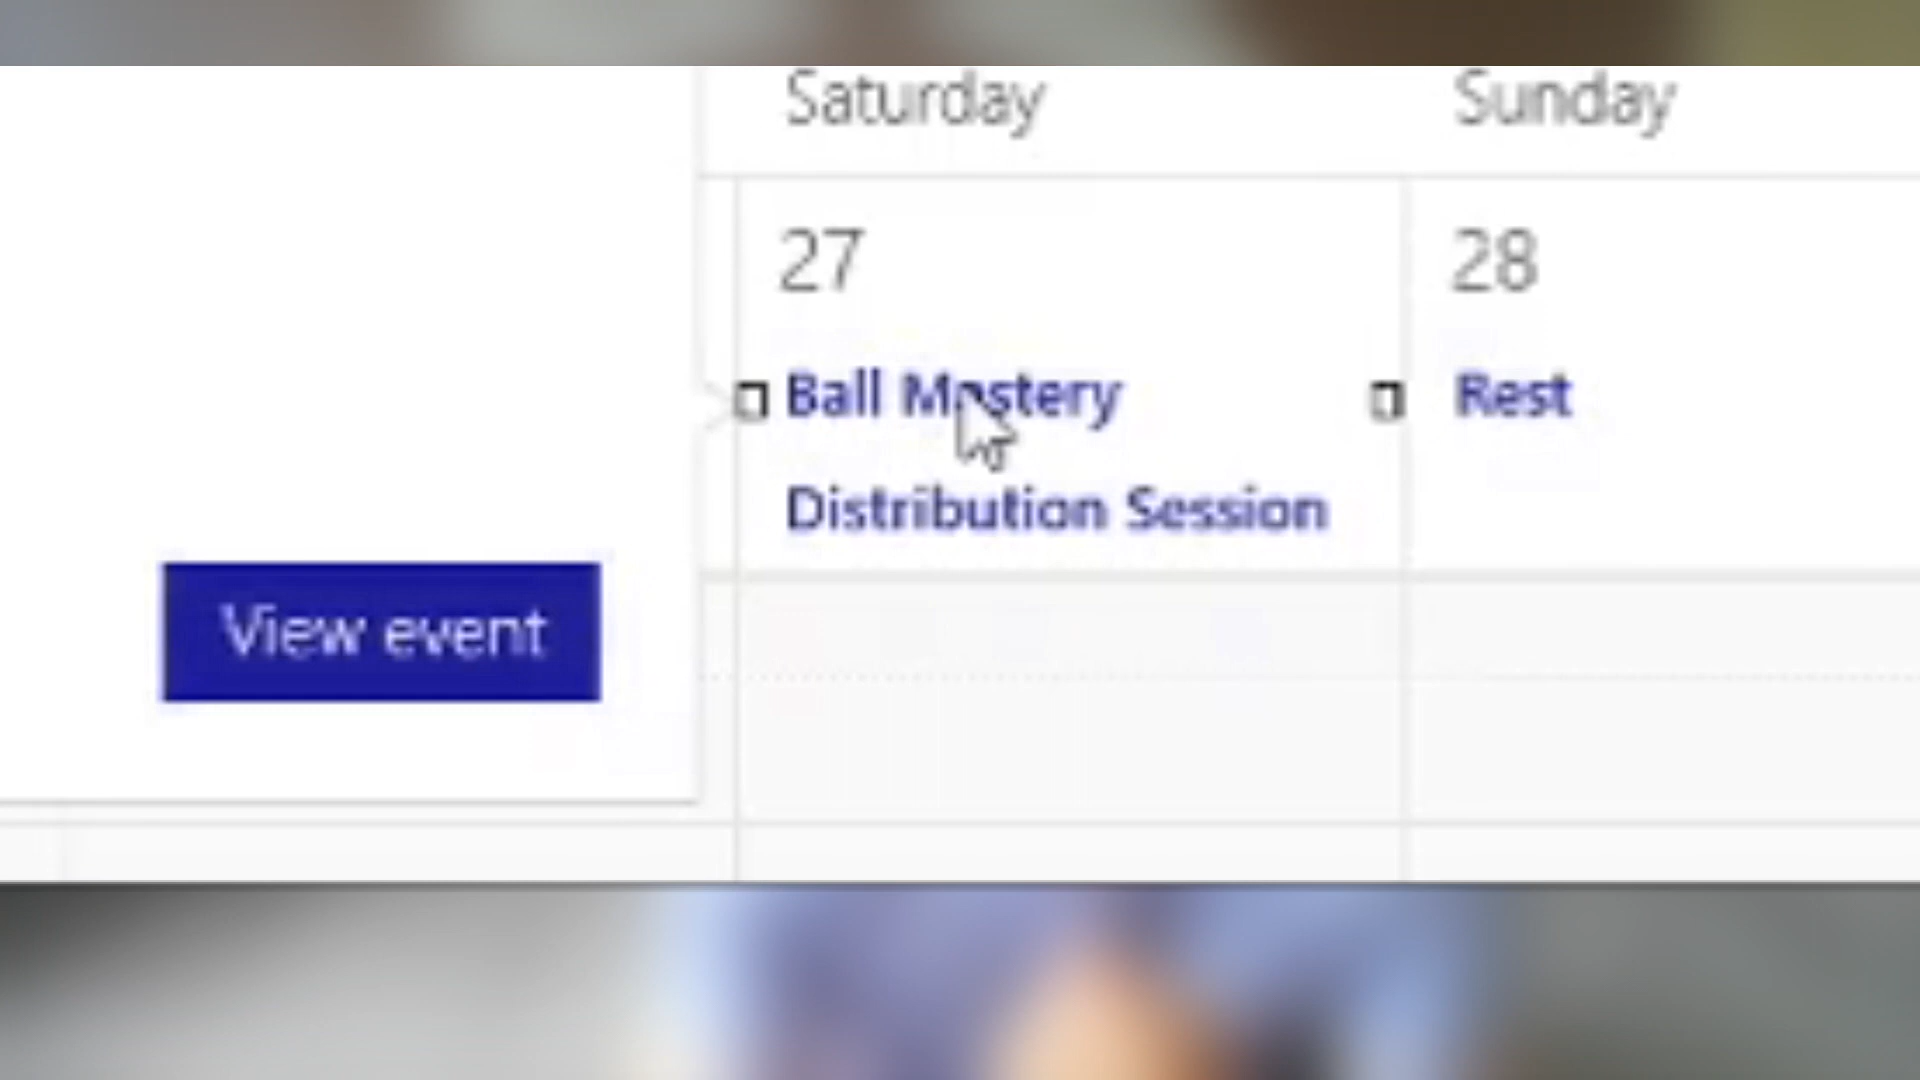 Saturday
Sunday
27
28
Ball Mastery
Rest
Distribution Session
View event